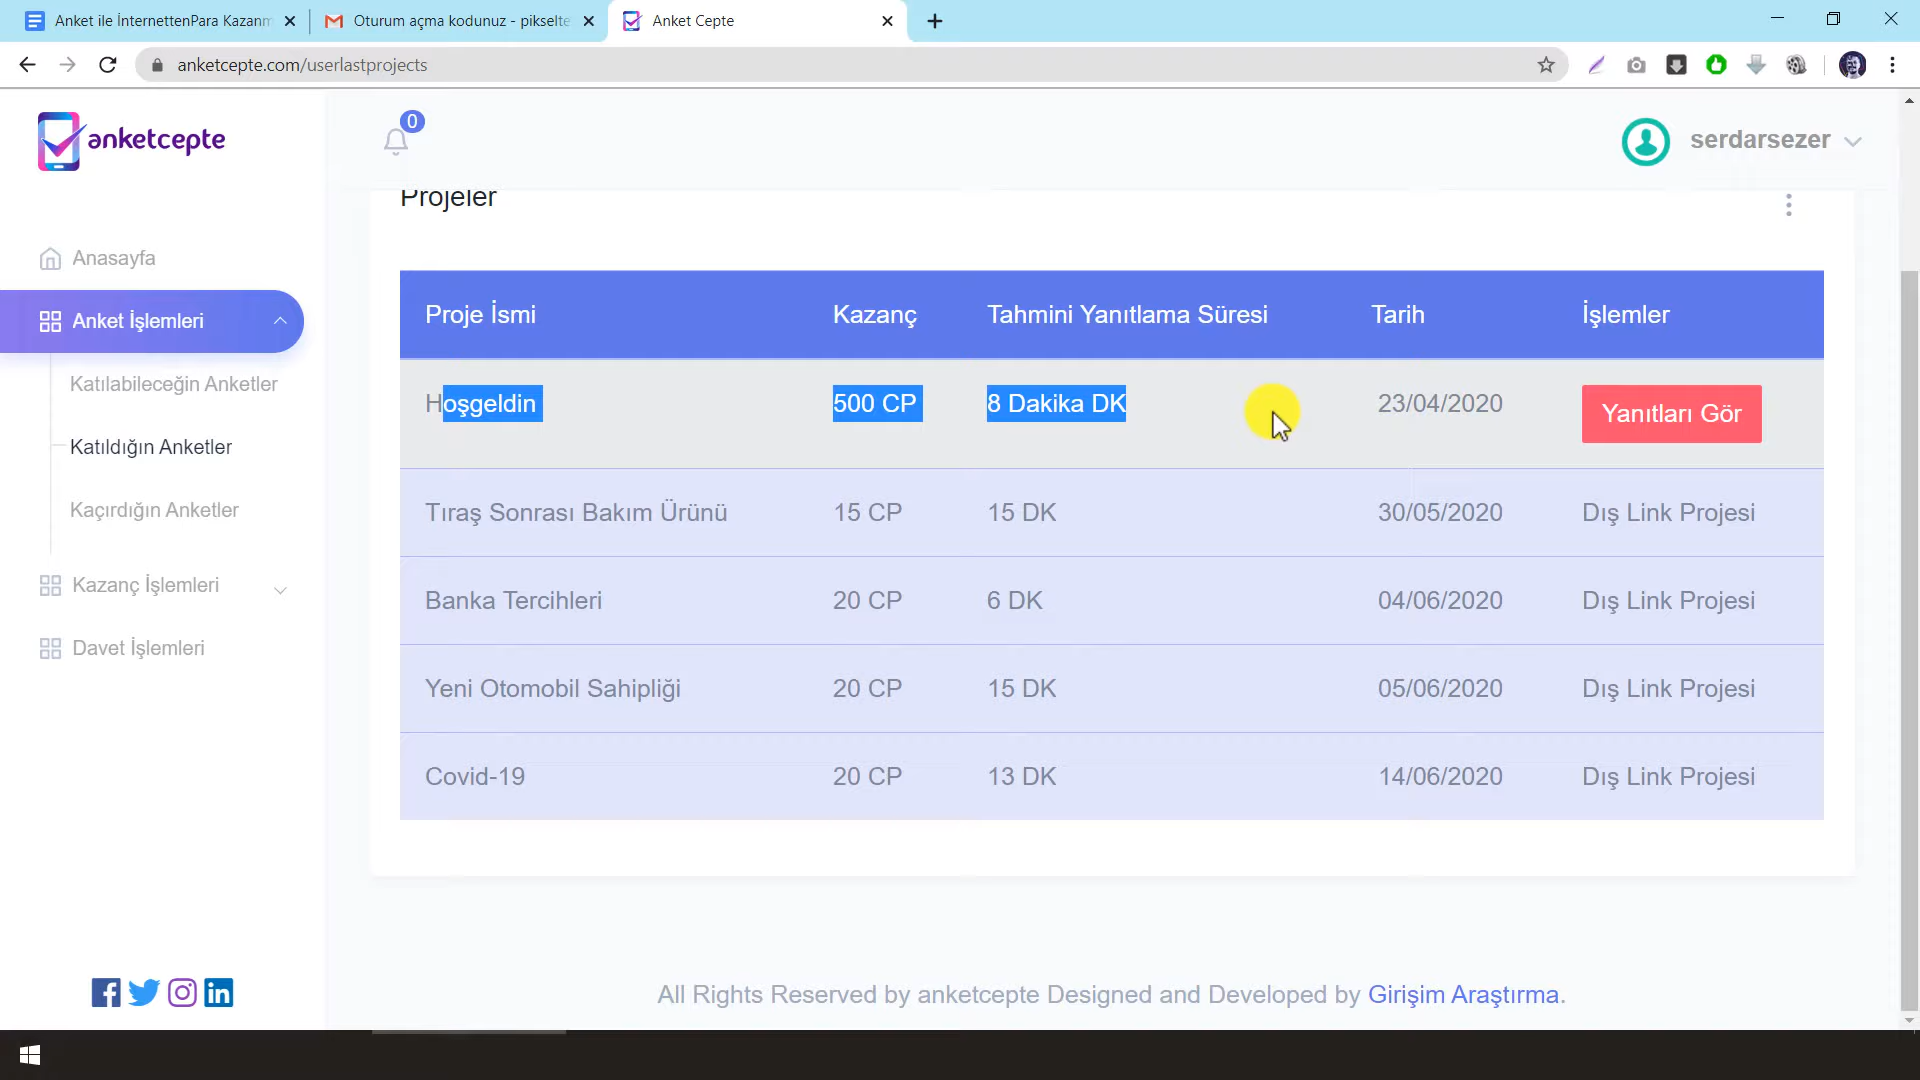 Anket ile İnternettenPara Kazanm
Oturum açma kodunuz - pikselte
Anket Cepte
anketcepte.com/userlastprojects
anketcepte
0
serdarsezer
Projeler
Anasayfa
Anket İşlemleri
Katılabileceğin Anketler
Katıldığın Anketler
Kaçırdığın Anketler
Kazanç İşlemleri
Davet İşlemleri
Proje İsmi Kazanç Tahmini Yanıtlama Süresi Tarih İşlemler
Hoşgeldin 500 CP 8 Dakika DK 23/04/2020 Yanıtları Gör
Tıraş Sonrası Bakım Ürünü 15 CP 15 DK 30/05/2020 Dış Link Projesi
Banka Tercihleri 20 CP 6 DK 04/06/2020 Dış Link Projesi
Yeni Otomobil Sahipliği 20 CP 15 DK 05/06/2020 Dış Link Projesi
Covid-19 20 CP 13 DK 14/06/2020 Dış Link Projesi
All Rights Reserved by anketcepte Designed and Developed by Girişim Araştırma.